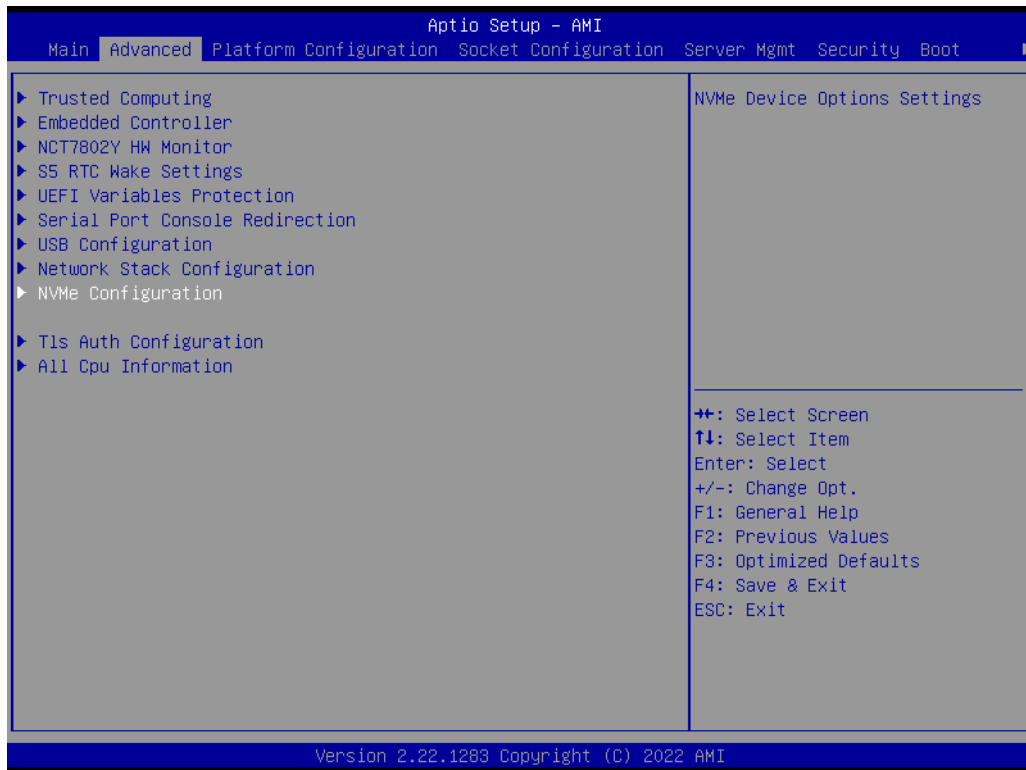 Aptio Setup – AMI
Main Advanced Platform Configuration Socket Configuration Server Mgmt Security Boot
▶ Trusted Computing
▶ Embedded Controller
▶ NCT7802Y HW Monitor
▶ S5 RTC Wake Settings
▶ UEFI Variables Protection
▶ Serial Port Console Redirection
▶ USB Configuration
▶ Network Stack Configuration
▶ NVMe Configuration
▶ Tls Auth Configuration
▶ All Cpu Information
NVMe Device Options Settings
→←: Select Screen
↑↓: Select Item
Enter: Select
+/-: Change Opt.
F1: General Help
F2: Previous Values
F3: Optimized Defaults
F4: Save & Exit
ESC: Exit
Version 2.22.1283 Copyright (C) 2022 AMI